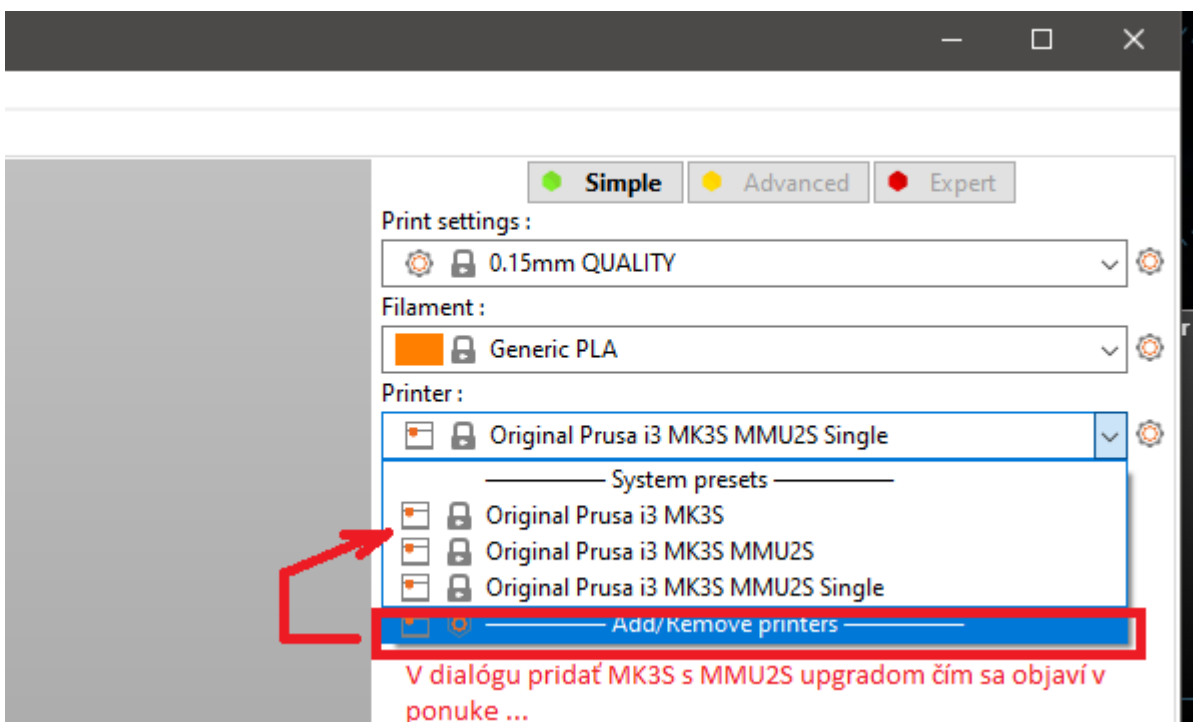 Simple Advanced Expert
Print settings :
0.15mm QUALITY
Filament :
Generic PLA
Printer :
Original Prusa i3 MK3S MMU2S Single
System presets
Original Prusa i3 MK3S
Original Prusa i3 MK3S MMU2S
Original Prusa i3 MK3S MMU2S Single
Add/Remove printers
V dialógu pridať MK3S s MMU2S upgradom čím sa objaví v
ponuke ...